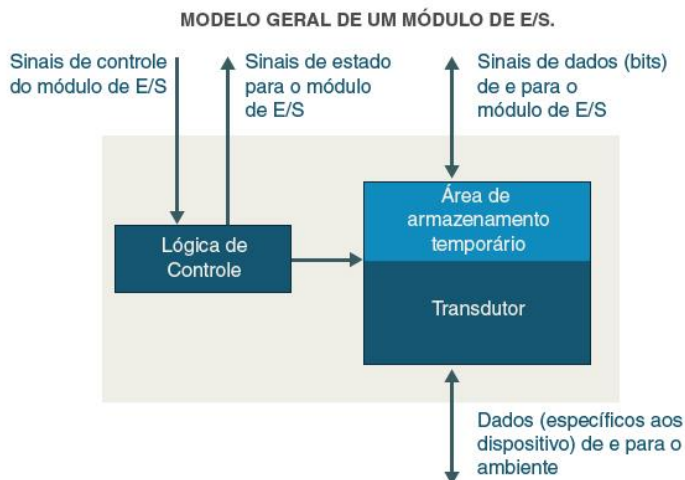 MODELO GERAL DE UM MÓDULO DE E/S.
Sinais de controle
do módulo de E/S
Sinais de estado
para o módulo
de E/S
Sinais de dados (bits)
de e para o
módulo de E/S
Lógica de
Controle
Área de
armazenamento
temporário
Transdutor
Dados (específicos aos
dispositivo) de e para o
ambiente